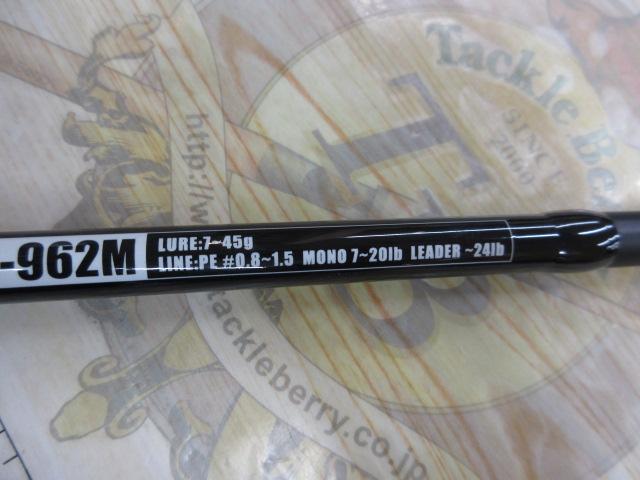 Tackle Be
SINCE
2000
TB
http://w
-962M
LURE:7~45g
LINE:PE #0.8~1.5 MONO 7~20lb LEADER ~24lb
tackleberry.co.jp